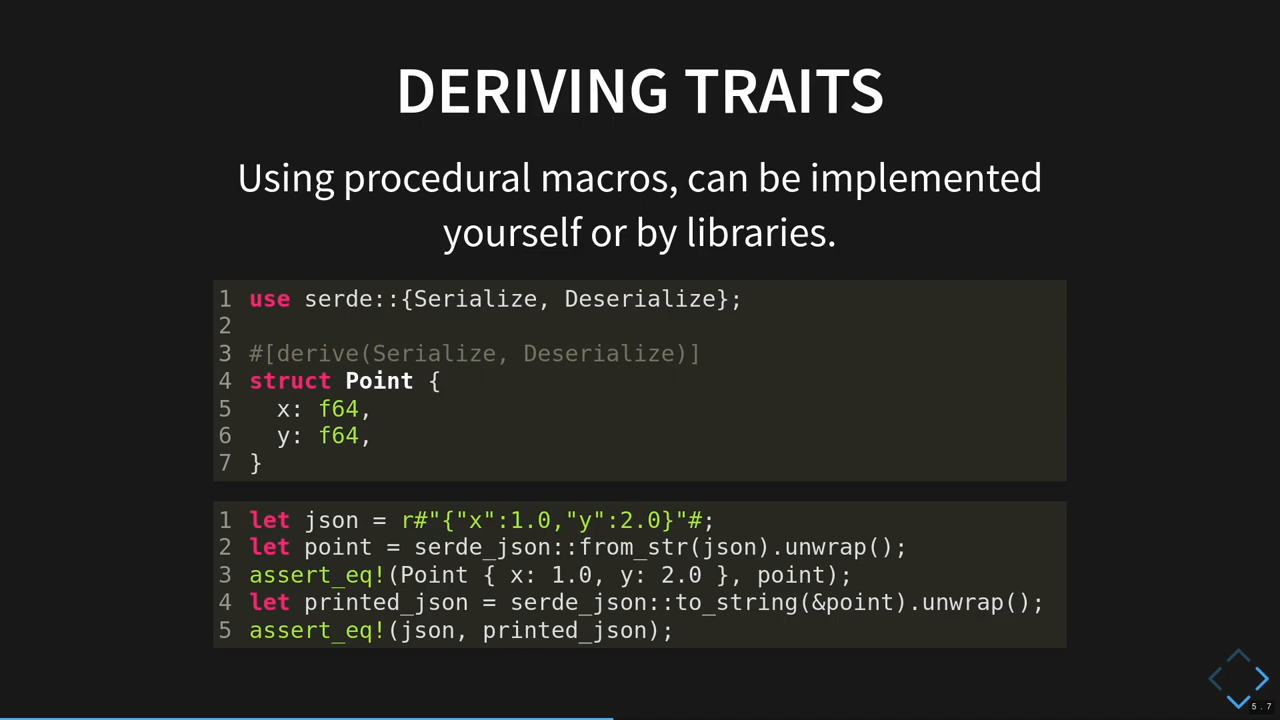 DERIVING TRAITS
Using procedural macros, can be implemented
yourself or by libraries.
1 use serde::{Serialize, Deserialize};
2
3 #[derive(Serialize, Deserialize)]
4 struct Point {
5   x: f64,
6   y: f64,
7 }
1 let json = r#"{"x":1.0,"y":2.0}"#;
2 let point = serde_json::from_str(json).unwrap();
3 assert_eq!(Point { x: 1.0, y: 2.0 }, point);
4 let printed_json = serde_json::to_string(&point).unwrap();
5 assert_eq!(json, printed_json);
5.7